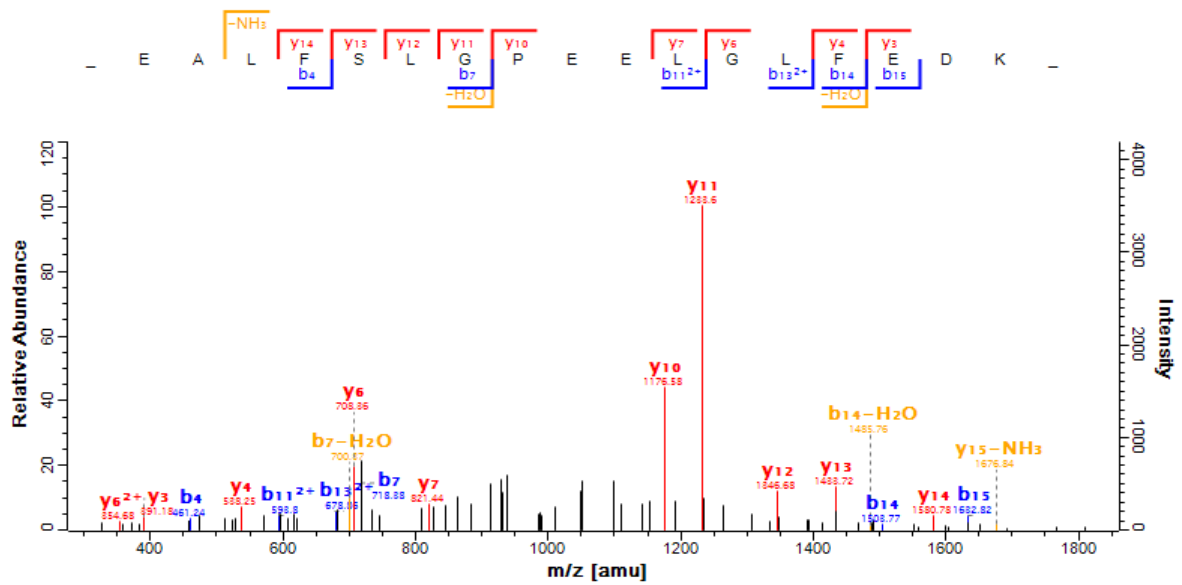 –NH₃
y14 y13 y12 y11 y10 y7 y6 y4 y3
_ E A L F S L G P E E L G L F E D K _
b4 b7 b11²⁺ b13²⁺ b14 b15
–H₂O –H₂O
Relative Abundance
120
100
80
60
40
20
0
y6²⁺
354.68
y3
391.18
b4
461.24
y4
538.25
b11²⁺
593.8
b13²⁺
678.86
b7–H₂O
700.37
y6
708.36
b7
718.38
y7
821.44
y10
1176.58
y11
1233.6
y12
1346.68
y13
1433.72
b14–H₂O
1485.76
b14
1503.77
y14
1580.78
b15
1632.82
y15–NH₃
1676.84
4000
3000
2000
1000
0
Intensity
400 600 800 1000 1200 1400 1600 1800
m/z [amu]